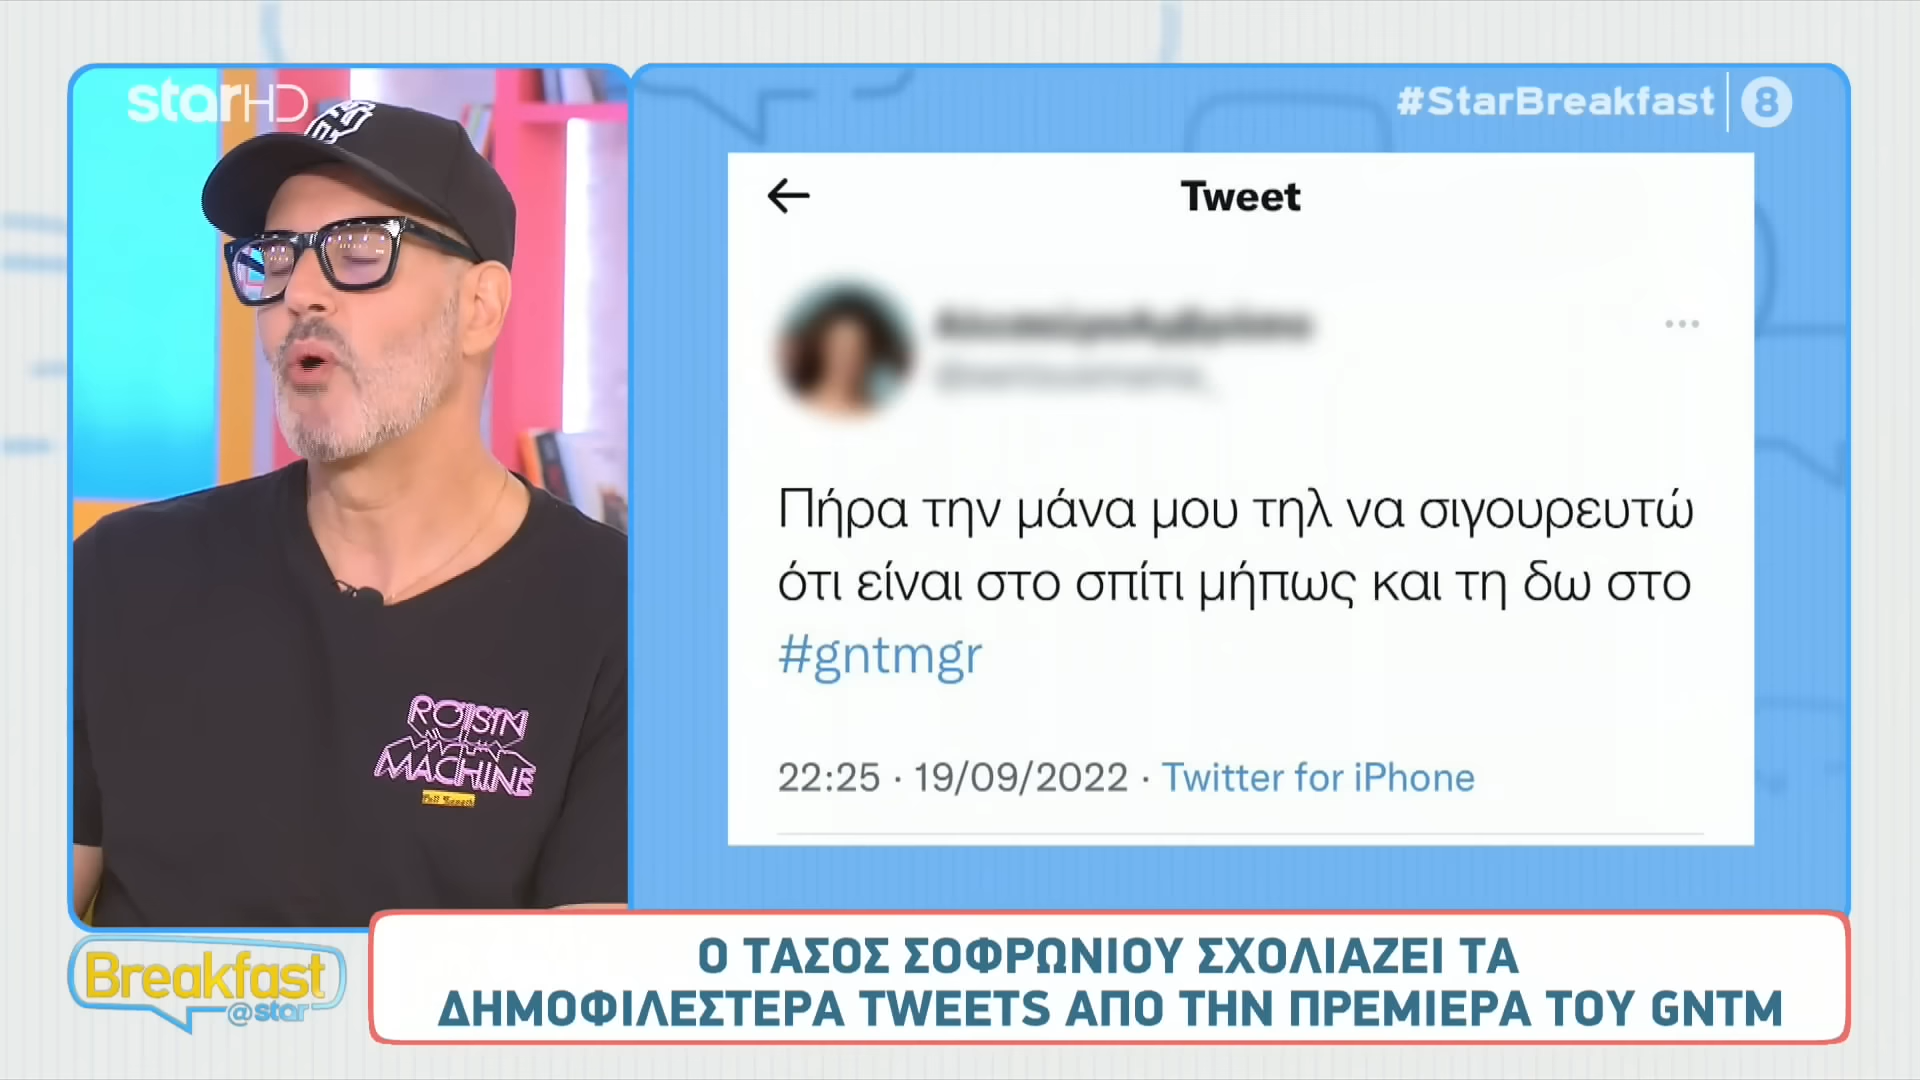 starHD
#StarBreakfast 8
Tweet
Πήρα την μάνα μου τηλ να σιγουρευτώ
ότι είναι στο σπίτι μήπως και τη δω στο
#gntmgr
22:25 · 19/09/2022 · Twitter for iPhone
ROISIN
MACHINE
Breakfast
@star
Ο ΤΑΣΟΣ ΣΟΦΡΩΝΙΟΥ ΣΧΟΛΙΑΖΕΙ ΤΑ
ΔΗΜΟΦΙΛΕΣΤΕΡΑ TWEETS ΑΠΟ ΤΗΝ ΠΡΕΜΙΕΡΑ ΤΟΥ GNTM